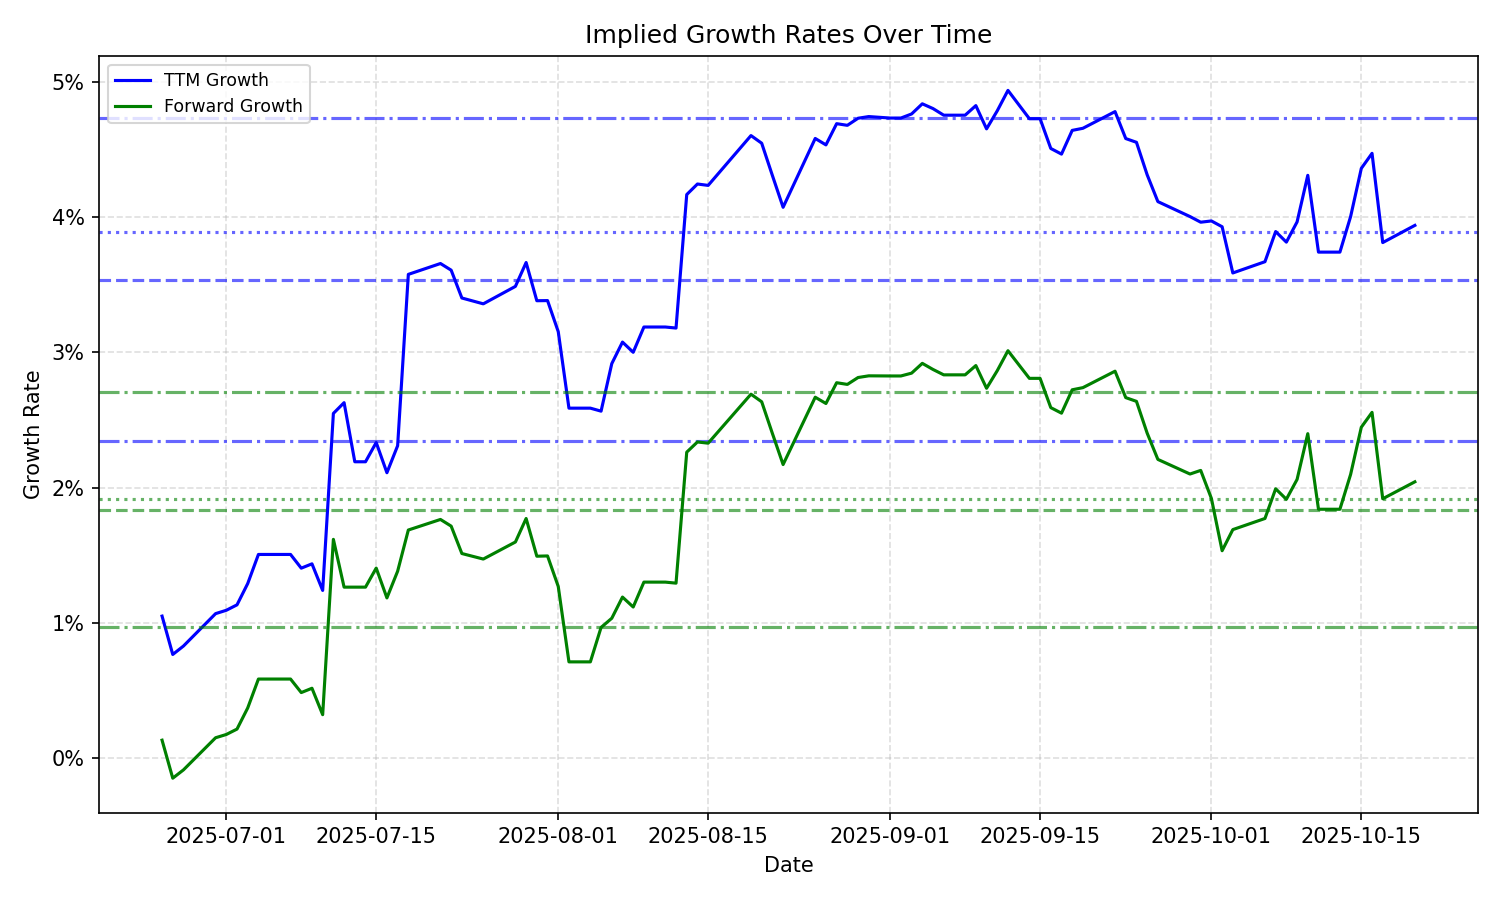 Implied Growth Rates Over Time
TTM Growth
Forward Growth
5%
4%
3%
2%
1%
0%
Growth Rate
2025-07-01
2025-07-15
2025-08-01
2025-08-15
2025-09-01
2025-09-15
2025-10-01
2025-10-15
Date